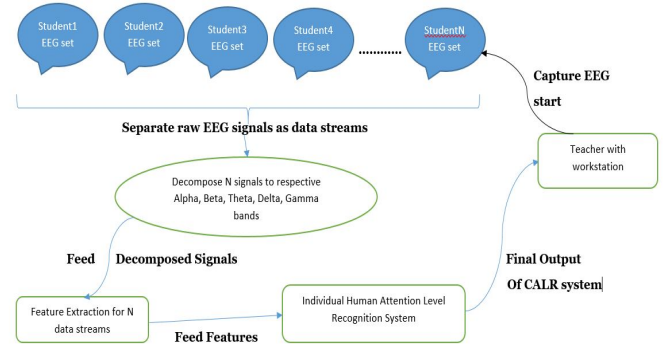 Student1
EEG set
Student2
EEG set
Student3
EEG set
Student4
EEG set
............
StudentN
EEG set
Capture EEG
start
Separate raw EEG signals as data streams
Teacher with
workstation
Decompose N signals to respective
Alpha, Beta, Theta, Delta, Gamma
bands
Feed Decomposed Signals
Final Output
Of CALR system
Feature Extraction for N
data streams
Feed Features
Individual Human Attention Level
Recognition System